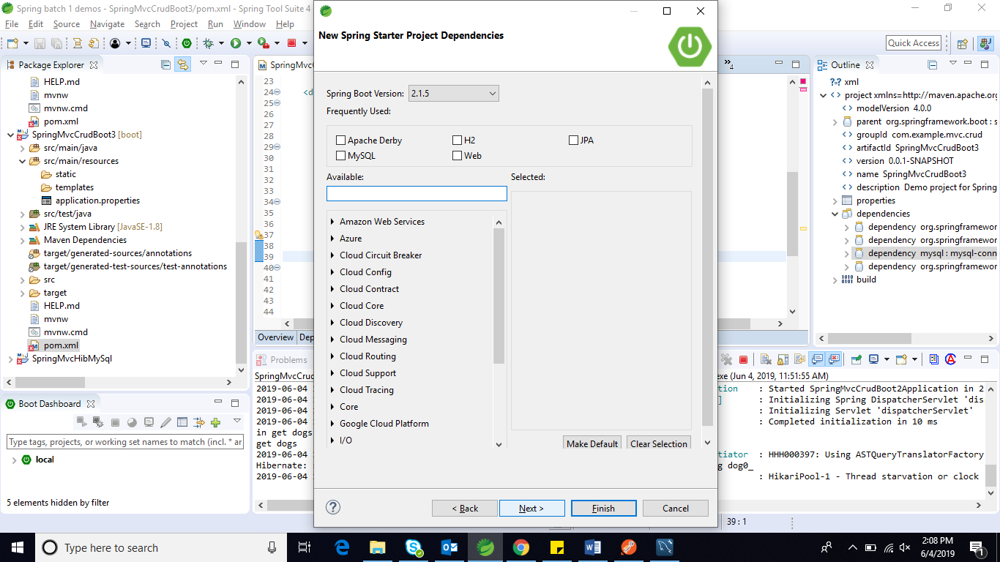 Spring batch 1 demos - SpringMvcCrudBoot3/pom.xml - Spring Tool Suite 4
File Edit Source Navigate Search Project Run Window Help
Quick Access
Package Explorer
HELP.md
mvnw
mvnw.cmd
pom.xml
SpringMvcCrudBoot3 [boot]
src/main/java
src/main/resources
static
templates
application.properties
src/test/java
JRE System Library [JavaSE-1.8]
Maven Dependencies
target/generated-sources/annotations
target/generated-test-sources/test-annotations
src
target
HELP.md
mvnw
mvnw.cmd
pom.xml
SpringMvcHibMySql
Boot Dashboard
Type tags, projects, or working set names to match (incl. * ar
local
5 elements hidden by filter
SpringMvcC
23
24 <d
25
26
27
28
29
30
31
32
33
34
35
36
37
38
39
40
41
42
43
44
Overview Dep
Problems
SpringMvcCrud
2019-06-04
2019-06-04
2019-06-04
2019-06-04
in get dogs
get dogs
2019-06-04
Hibernate:
2019-06-04
New Spring Starter Project Dependencies
Spring Boot Version: 2.1.5
Frequently Used:
Apache Derby H2 JPA
MySQL Web
Available: Selected:
Amazon Web Services
Azure
Cloud Circuit Breaker
Cloud Config
Cloud Contract
Cloud Core
Cloud Discovery
Cloud Messaging
Cloud Routing
Cloud Support
Cloud Tracing
Core
Google Cloud Platform
I/O
Make Default Clear Selection
? < Back Next > Finish Cancel
4
Outline
xml
project xmlns=http://maven.apache.org
modelVersion 4.0.0
parent org.springframework.boot : s
groupId com.example.mvc.crud
artifactId SpringMvcCrudBoot3
version 0.0.1-SNAPSHOT
name SpringMvcCrudBoot3
description Demo project for Spring
properties
dependencies
dependency org.springframewor
dependency org.springframewor
dependency mysql : mysql-conn
dependency org.springframewor
build
exe (Jun 4, 2019, 11:51:55 AM)
tion : Started SpringMvcCrudBoot2Application in 2
] : Initializing Spring DispatcherServlet 'dis
: Initializing Servlet 'dispatcherServlet'
: Completed initialization in 10 ms
tiator : HHH000397: Using ASTQueryTranslatorFactory
g dog0_
: HikariPool-1 - Thread starvation or clock
39 : 1
Type here to search
2:08 PM
6/4/2019
1